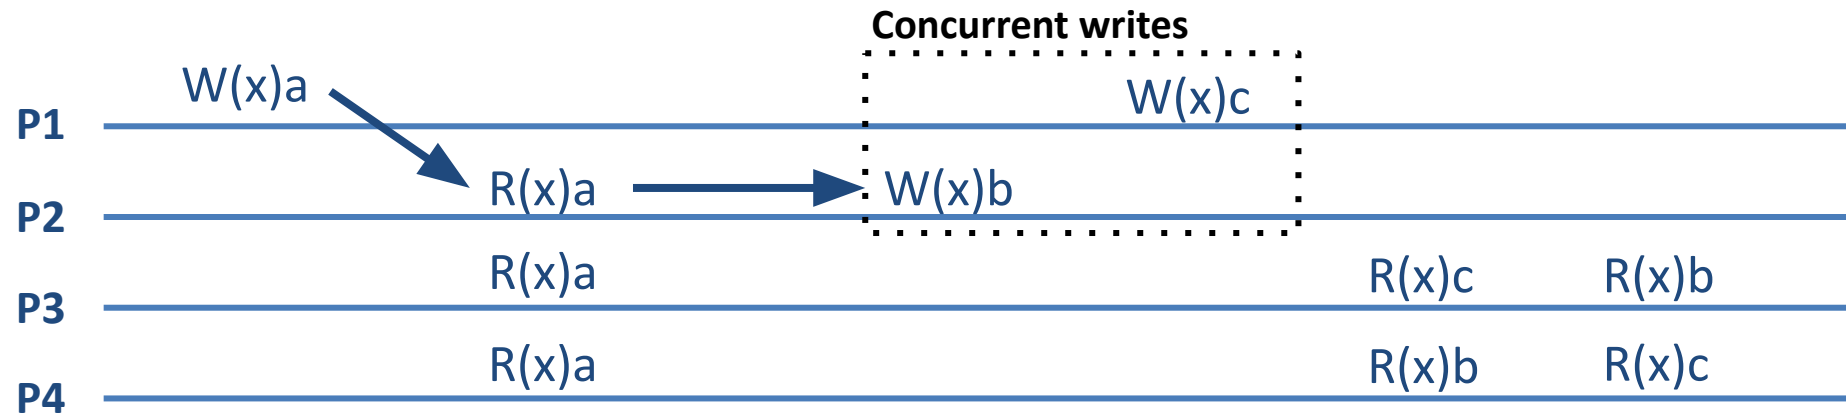 Concurrent writes
W(x)a W(x)c
P1
R(x)a W(x)b
P2
R(x)a R(x)c R(x)b
P3
R(x)a R(x)b R(x)c
P4